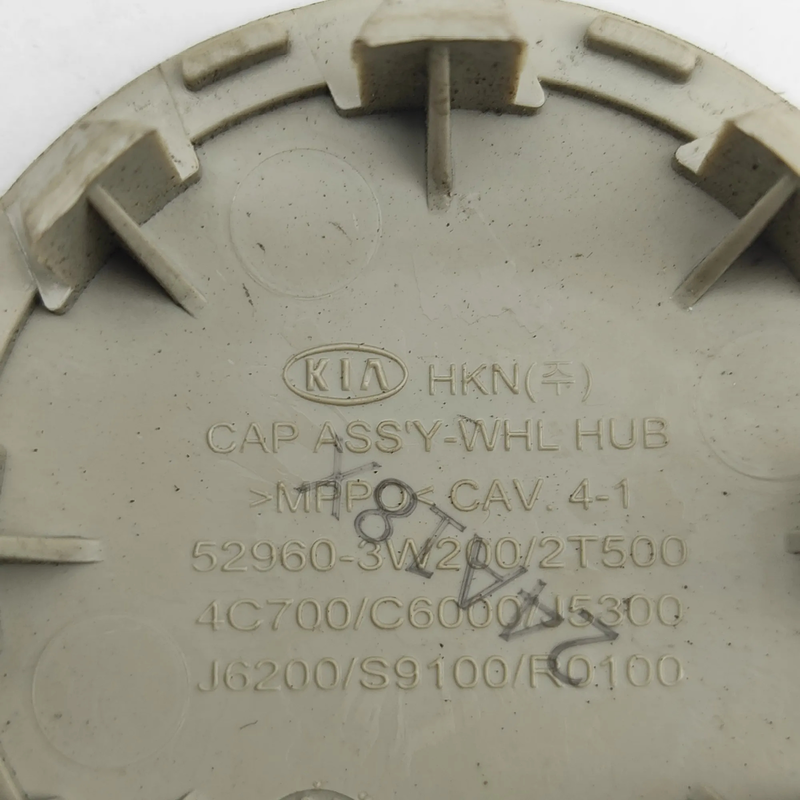 KIA HKN(주)
CAP ASS'Y-WHL HUB
>MPPO< CAV. 4-1
52960-3W200/2T500
4C700/C6000/J5300
J6200/S9100/R0100